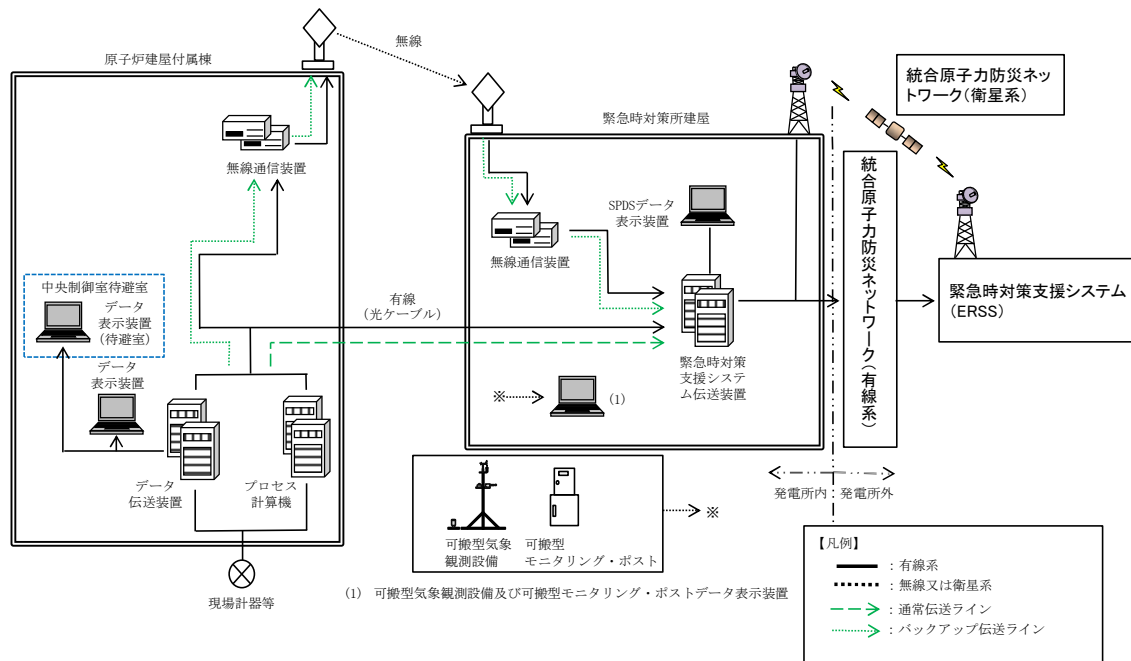 原子炉建屋付属棟
無線
無線通信装置
中央制御室待避室
データ
表示装置
(待避室)
データ
表示装置
データ
伝送装置
プロセス
計算機
現場計器等
有線
(光ケーブル)
緊急時対策所建屋
無線通信装置
SPDSデータ
表示装置
緊急時対策
支援システ
ム伝送装置
※
(1)
可搬型気象
観測設備
可搬型
モニタリング・ポスト
※
(1) 可搬型気象観測設備及び可搬型モニタリング・ポストデータ表示装置
統合原子力防災ネッ
トワーク(衛星系)
統合原子力防災ネットワーク(有線系)
緊急時対策支援システム
(ERSS)
発電所内
発電所外
【凡例】
:有線系
:無線又は衛星系
:通常伝送ライン
:バックアップ伝送ライン